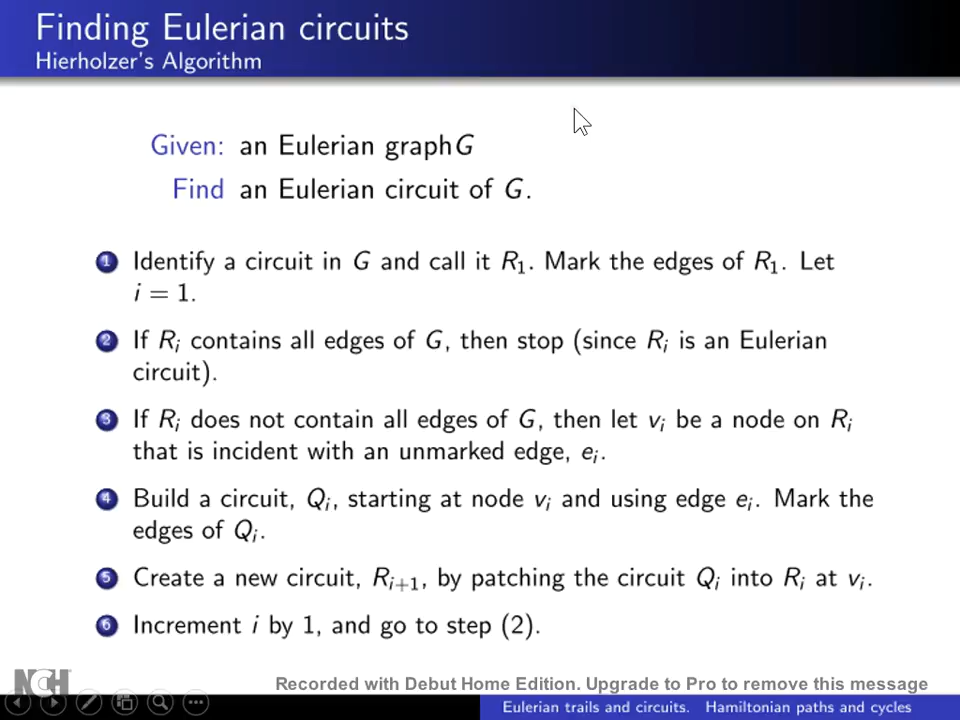 Finding Eulerian circuits
Hierholzer's Algorithm
Given: an Eulerian graph G
Find an Eulerian circuit of G.
1 Identify a circuit in G and call it R₁. Mark the edges of R₁. Let
i = 1.
2 If Rᵢ contains all edges of G, then stop (since Rᵢ is an Eulerian
circuit).
3 If Rᵢ does not contain all edges of G, then let vᵢ be a node on Rᵢ
that is incident with an unmarked edge, eᵢ.
4 Build a circuit, Qᵢ, starting at node vᵢ and using edge eᵢ. Mark the
edges of Qᵢ.
5 Create a new circuit, Rᵢ₊₁, by patching the circuit Qᵢ into Rᵢ at vᵢ.
6 Increment i by 1, and go to step (2).
NCH
Recorded with Debut Home Edition. Upgrade to Pro to remove this message
Eulerian trails and circuits. Hamiltonian paths and cycles